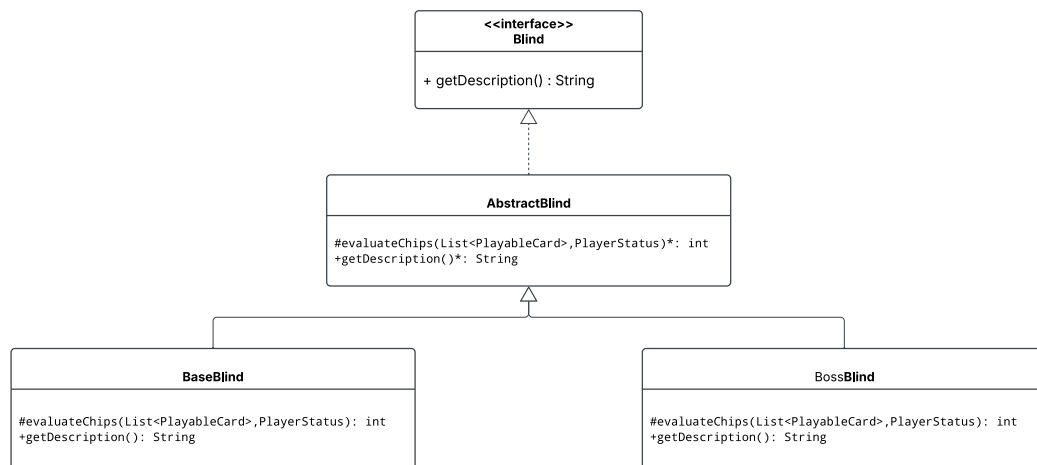 <<interface>>
Blind
+ getDescription() : String
AbstractBlind
#evaluateChips(List<PlayableCard>,PlayerStatus)*: int
+getDescription()*: String
BaseBlind
#evaluateChips(List<PlayableCard>,PlayerStatus): int
+getDescription(): String
BossBlind
#evaluateChips(List<PlayableCard>,PlayerStatus): int
+getDescription(): String